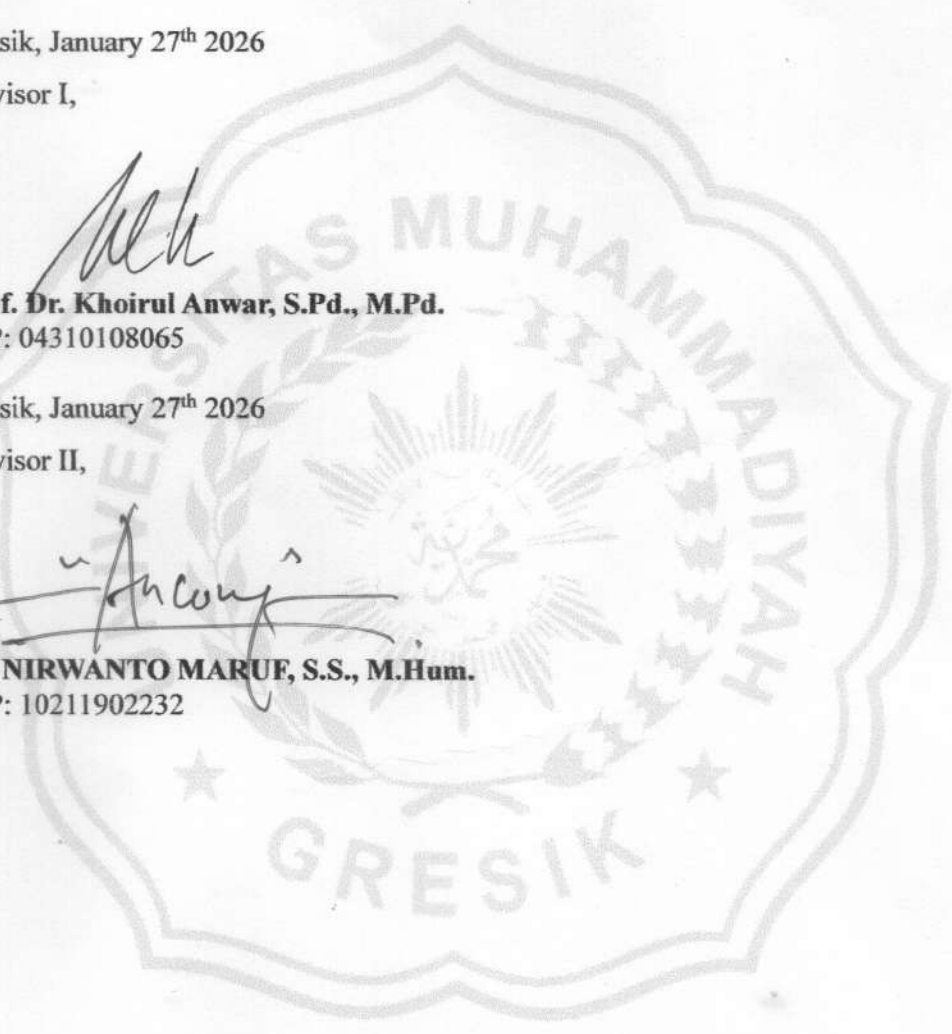 sik, January 27th 2026
visor I,
f. Dr. Khoirul Anwar, S.Pd., M.Pd.
P: 04310108065
sik, January 27th 2026
visor II,
NIRWANTO MARUF, S.S., M.Hum.
P: 10211902232
UNIVERSITAS MUHAMMADIYAH
GRESIK